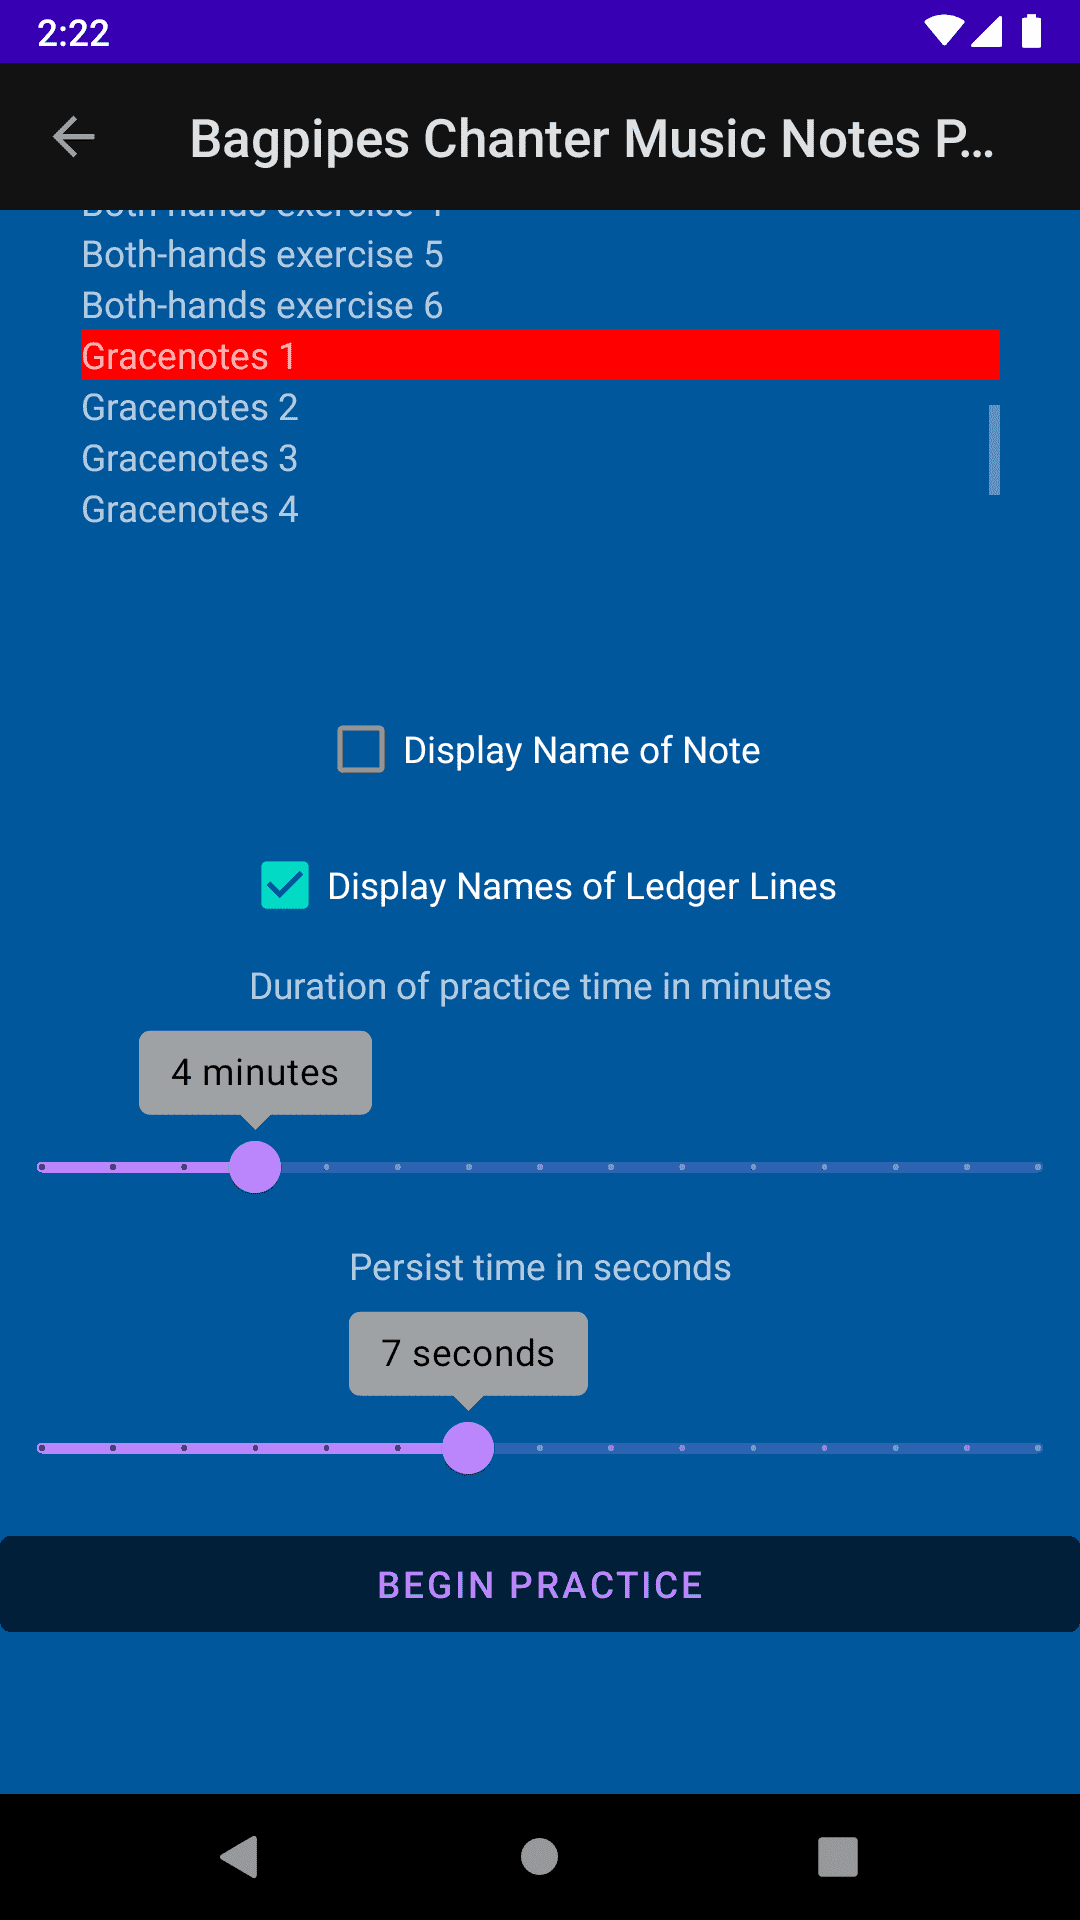 2:22
Bagpipes Chanter Music Notes P...
Both-hands exercise 5
Both-hands exercise 6
Gracenotes 1
Gracenotes 2
Gracenotes 3
Gracenotes 4
Display Name of Note
Display Names of Ledger Lines
Duration of practice time in minutes
4 minutes
Persist time in seconds
7 seconds
BEGIN PRACTICE